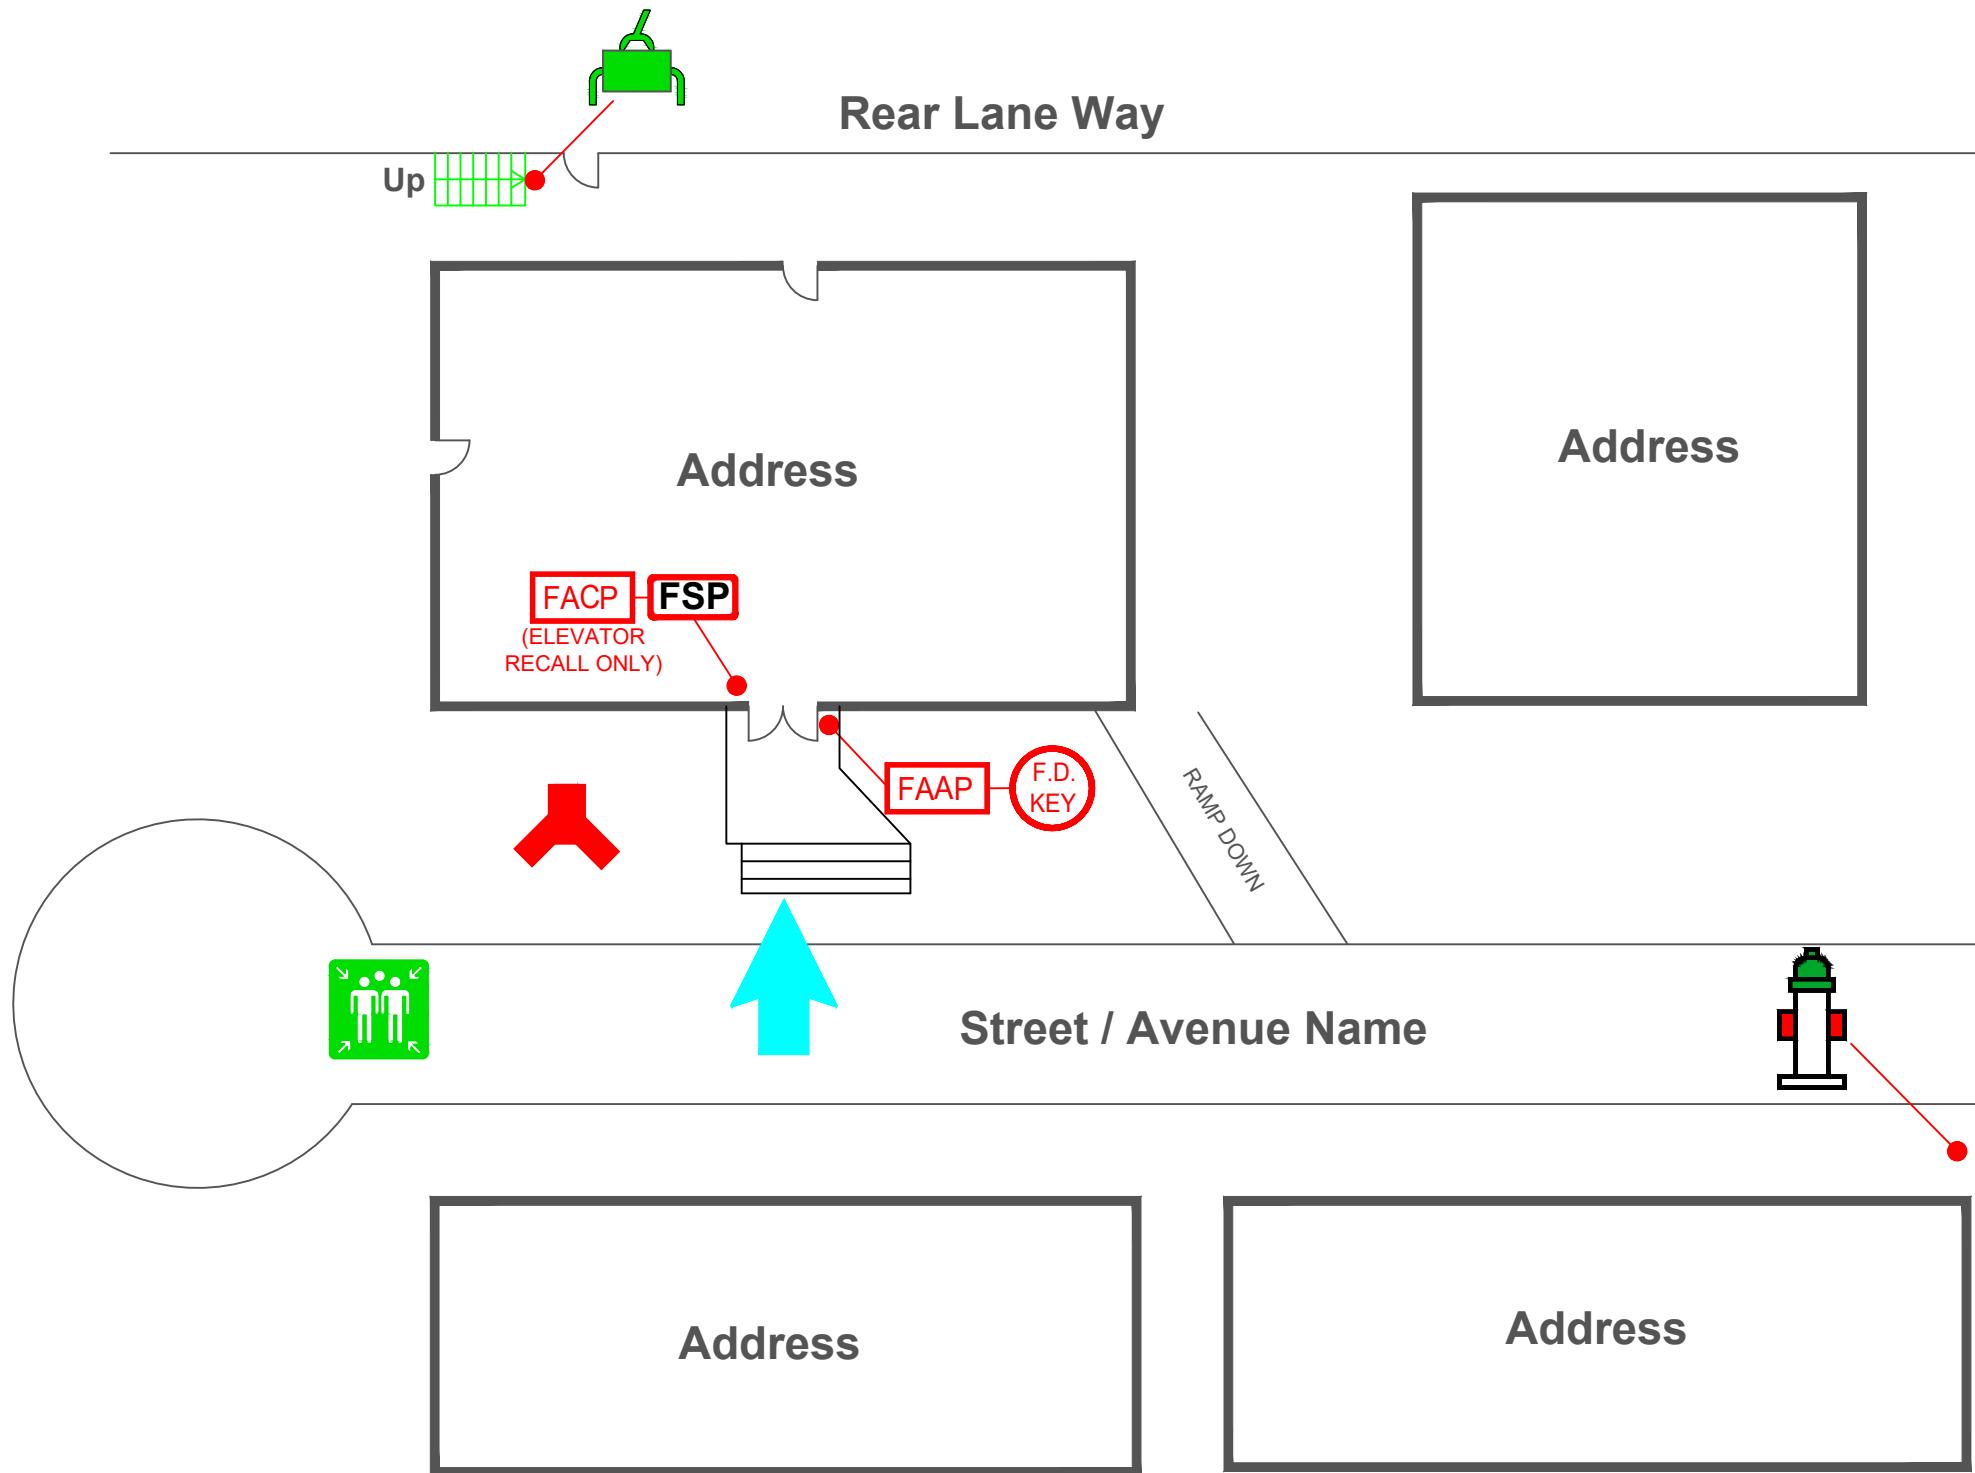 Rear Lane Way
Up
Address
Address
FACP
FSP
(ELEVATOR
RECALL ONLY)
FAAP
F.D.
KEY
RAMP DOWN
Street / Avenue Name
Address
Address